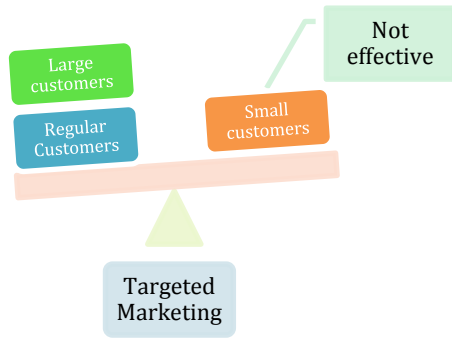 Large
customers
Regular
Customers
Small
customers
Not
effective
Targeted
Marketing